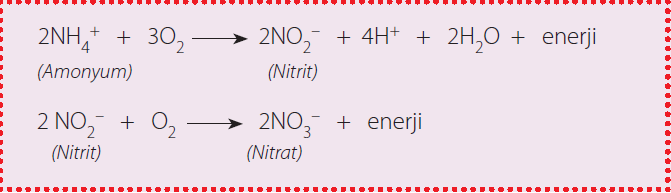 2NH₄⁺ + 3O₂ ⟶ 2NO₂⁻ + 4H⁺ + 2H₂O + enerji
(Amonyum) (Nitrit)
2 NO₂⁻ + O₂ ⟶ 2NO₃⁻ + enerji
(Nitrit) (Nitrat)